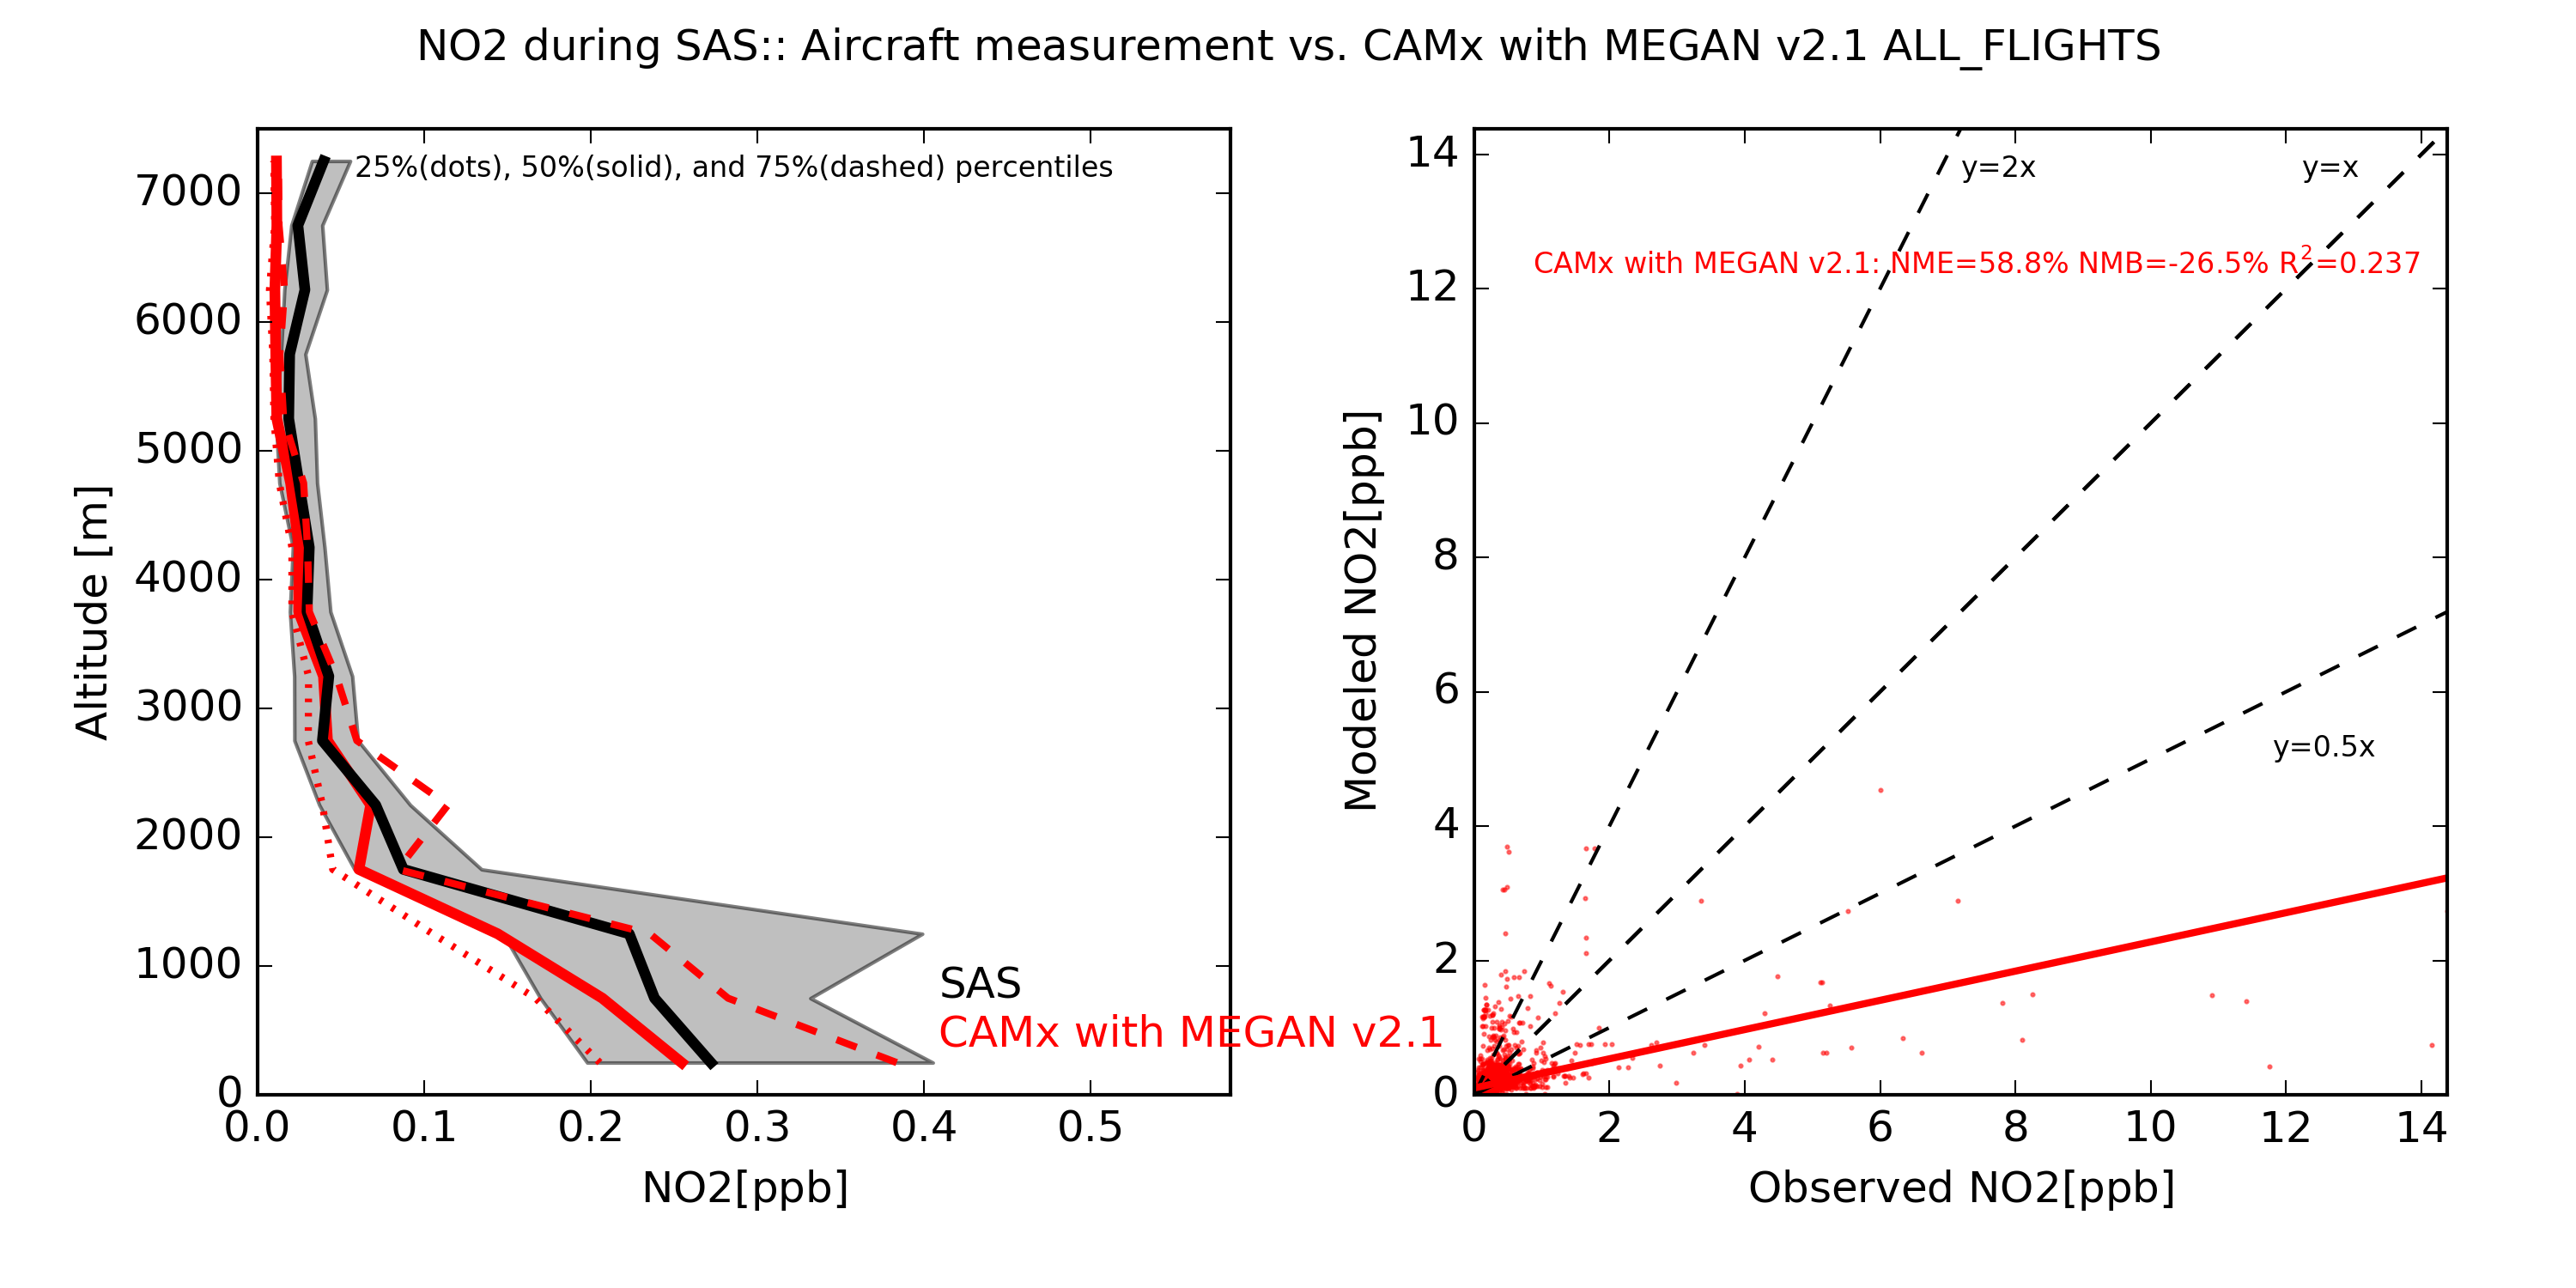 NO2 during SAS:: Aircraft measurement vs. CAMx with MEGAN v2.1 ALL_FLIGHTS
25%(dots), 50%(solid), and 75%(dashed) percentiles
7000
6000
5000
4000
3000
2000
1000
0
Altitude [m]
SAS
CAMx with MEGAN v2.1
0.0 0.1 0.2 0.3 0.4 0.5
NO2[ppb]
14
12
10
8
6
4
2
0
Modeled NO2[ppb]
y=2x
y=x
CAMx with MEGAN v2.1: NME=58.8% NMB=-26.5% R²=0.237
y=0.5x
0 2 4 6 8 10 12 14
Observed NO2[ppb]